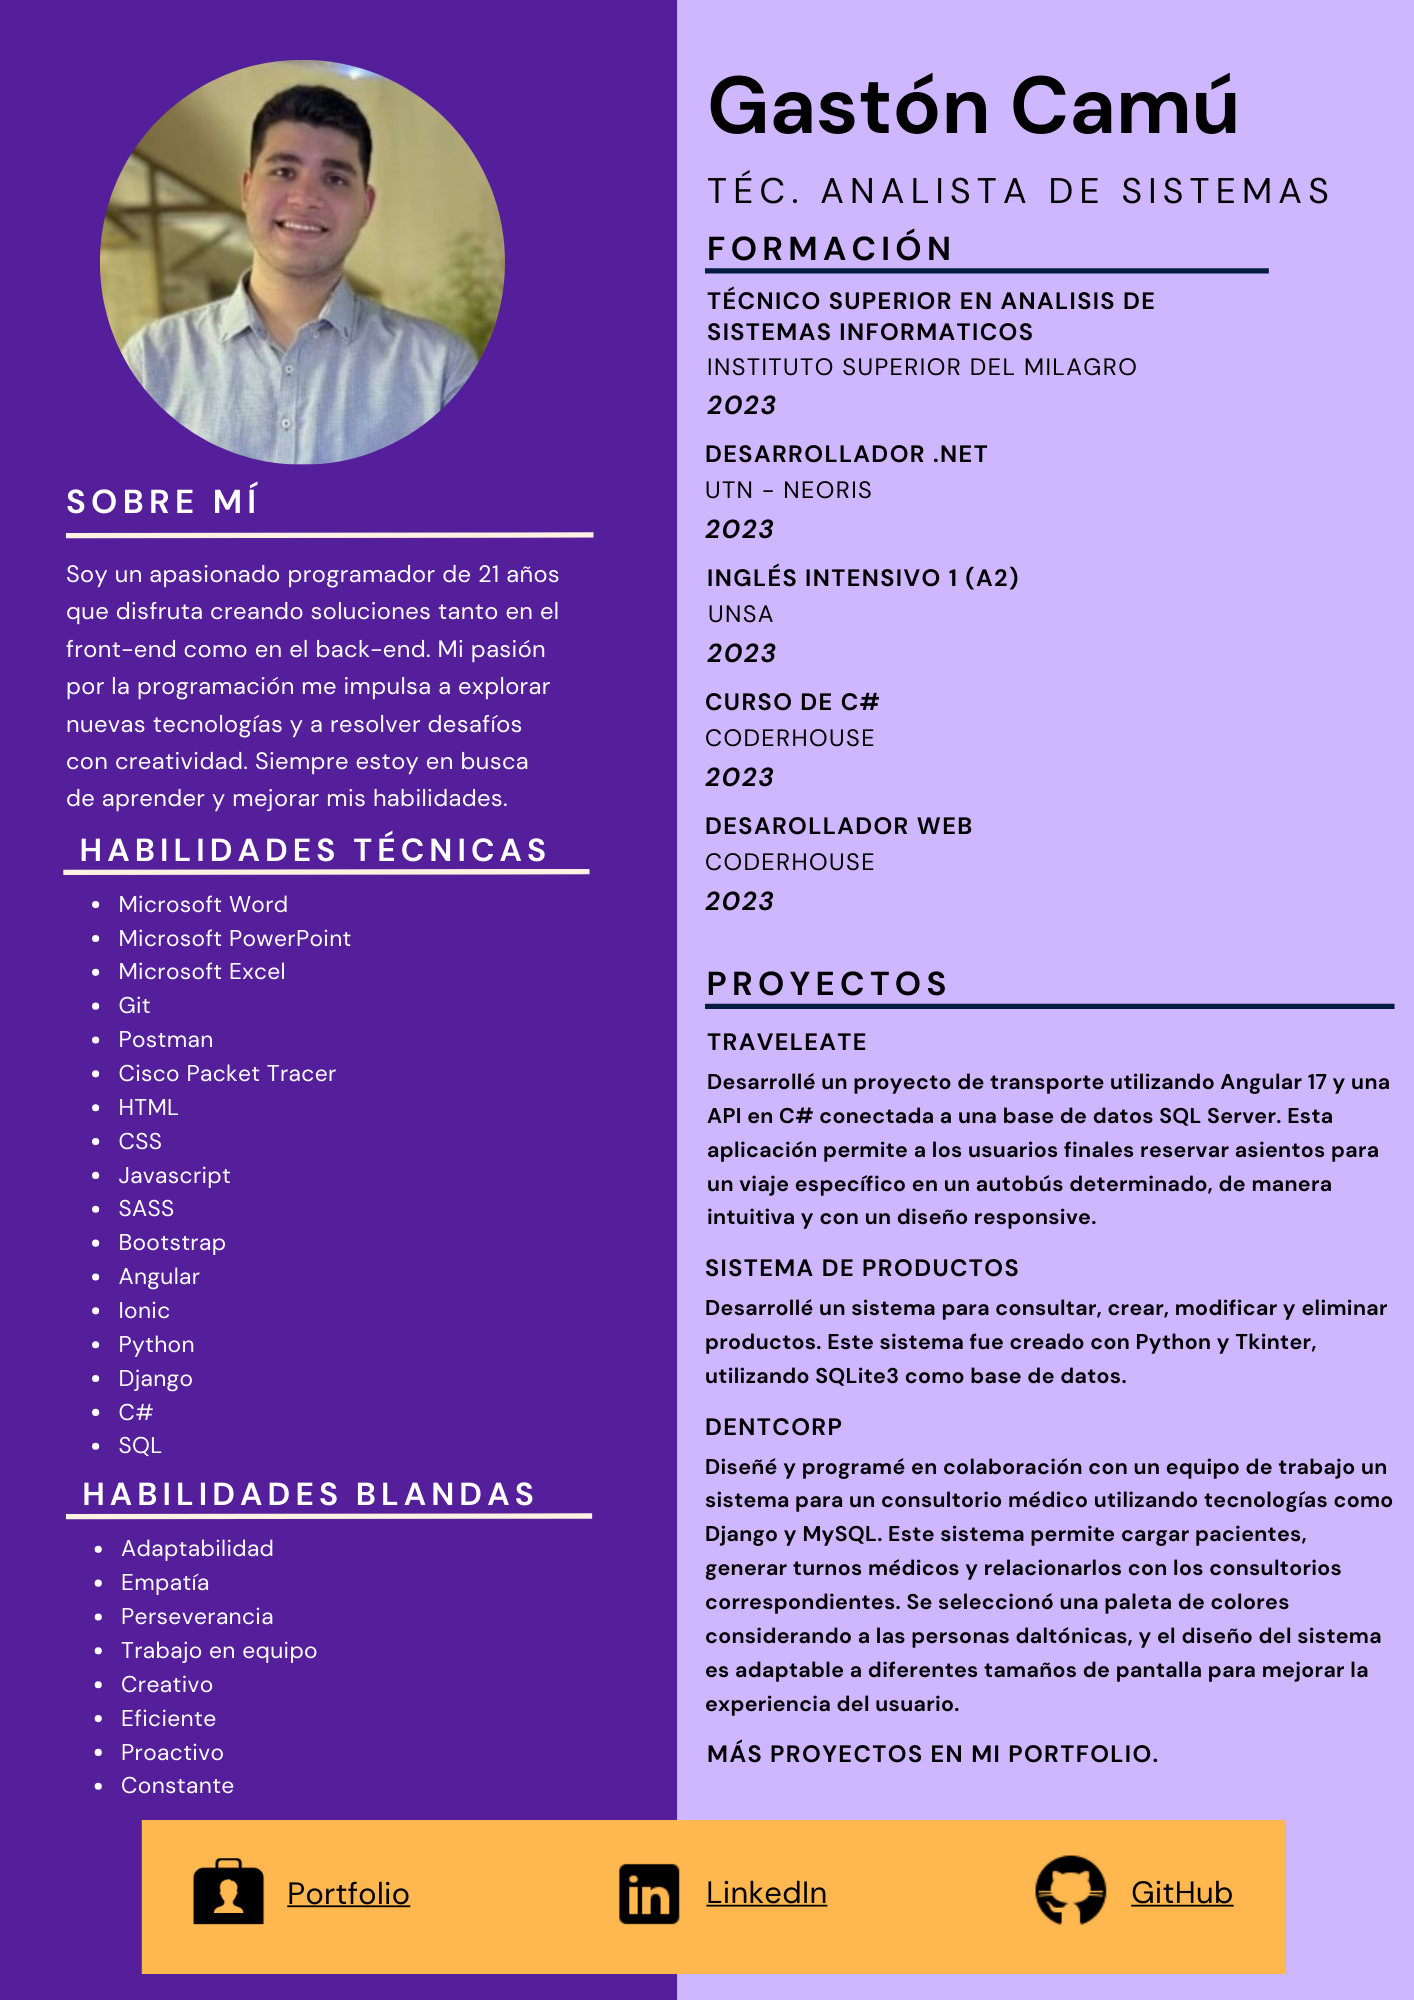 SOBRE MÍ
Soy un apasionado programador de 21 años
que disfruta creando soluciones tanto en el
front-end como en el back-end. Mi pasión
por la programación me impulsa a explorar
nuevas tecnologías y a resolver desafíos
con creatividad. Siempre estoy en busca
de aprender y mejorar mis habilidades.
HABILIDADES TÉCNICAS
• Microsoft Word
• Microsoft PowerPoint
• Microsoft Excel
• Git
• Postman
• Cisco Packet Tracer
• HTML
• CSS
• Javascript
• SASS
• Bootstrap
• Angular
• Ionic
• Python
• Django
• C#
• SQL
HABILIDADES BLANDAS
• Adaptabilidad
• Empatía
• Perseverancia
• Trabajo en equipo
• Creativo
• Eficiente
• Proactivo
• Constante
Gastón Camú
TÉC. ANALISTA DE SISTEMAS
FORMACIÓN
TÉCNICO SUPERIOR EN ANALISIS DE
SISTEMAS INFORMATICOS
INSTITUTO SUPERIOR DEL MILAGRO
2023
DESARROLLADOR .NET
UTN - NEORIS
2023
INGLÉS INTENSIVO 1 (A2)
UNSA
2023
CURSO DE C#
CODERHOUSE
2023
DESAROLLADOR WEB
CODERHOUSE
2023
PROYECTOS
TRAVELEATE
Desarrollé un proyecto de transporte utilizando Angular 17 y una
API en C# conectada a una base de datos SQL Server. Esta
aplicación permite a los usuarios finales reservar asientos para
un viaje específico en un autobús determinado, de manera
intuitiva y con un diseño responsive.
SISTEMA DE PRODUCTOS
Desarrollé un sistema para consultar, crear, modificar y eliminar
productos. Este sistema fue creado con Python y Tkinter,
utilizando SQLite3 como base de datos.
DENTCORP
Diseñé y programé en colaboración con un equipo de trabajo un
sistema para un consultorio médico utilizando tecnologías como
Django y MySQL. Este sistema permite cargar pacientes,
generar turnos médicos y relacionarlos con los consultorios
correspondientes. Se seleccionó una paleta de colores
considerando a las personas daltónicas, y el diseño del sistema
es adaptable a diferentes tamaños de pantalla para mejorar la
experiencia del usuario.
MÁS PROYECTOS EN MI PORTFOLIO.
Portfolio
in
LinkedIn
GitHub